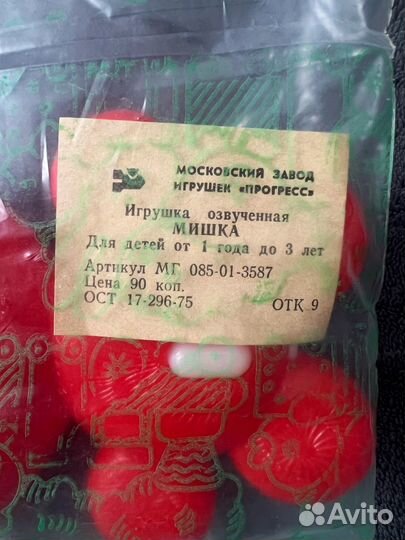 МОСКОВСКИЙ ЗАВОД
ИГРУШЕК «ПРОГРЕСС»
Игрушка озвученная
МИШКА
Для детей от 1 года до 3 лет
Артикул МГ 085-01-3587
Цена 90 коп.
ОСТ 17-296-75 ОТК 9
Avito